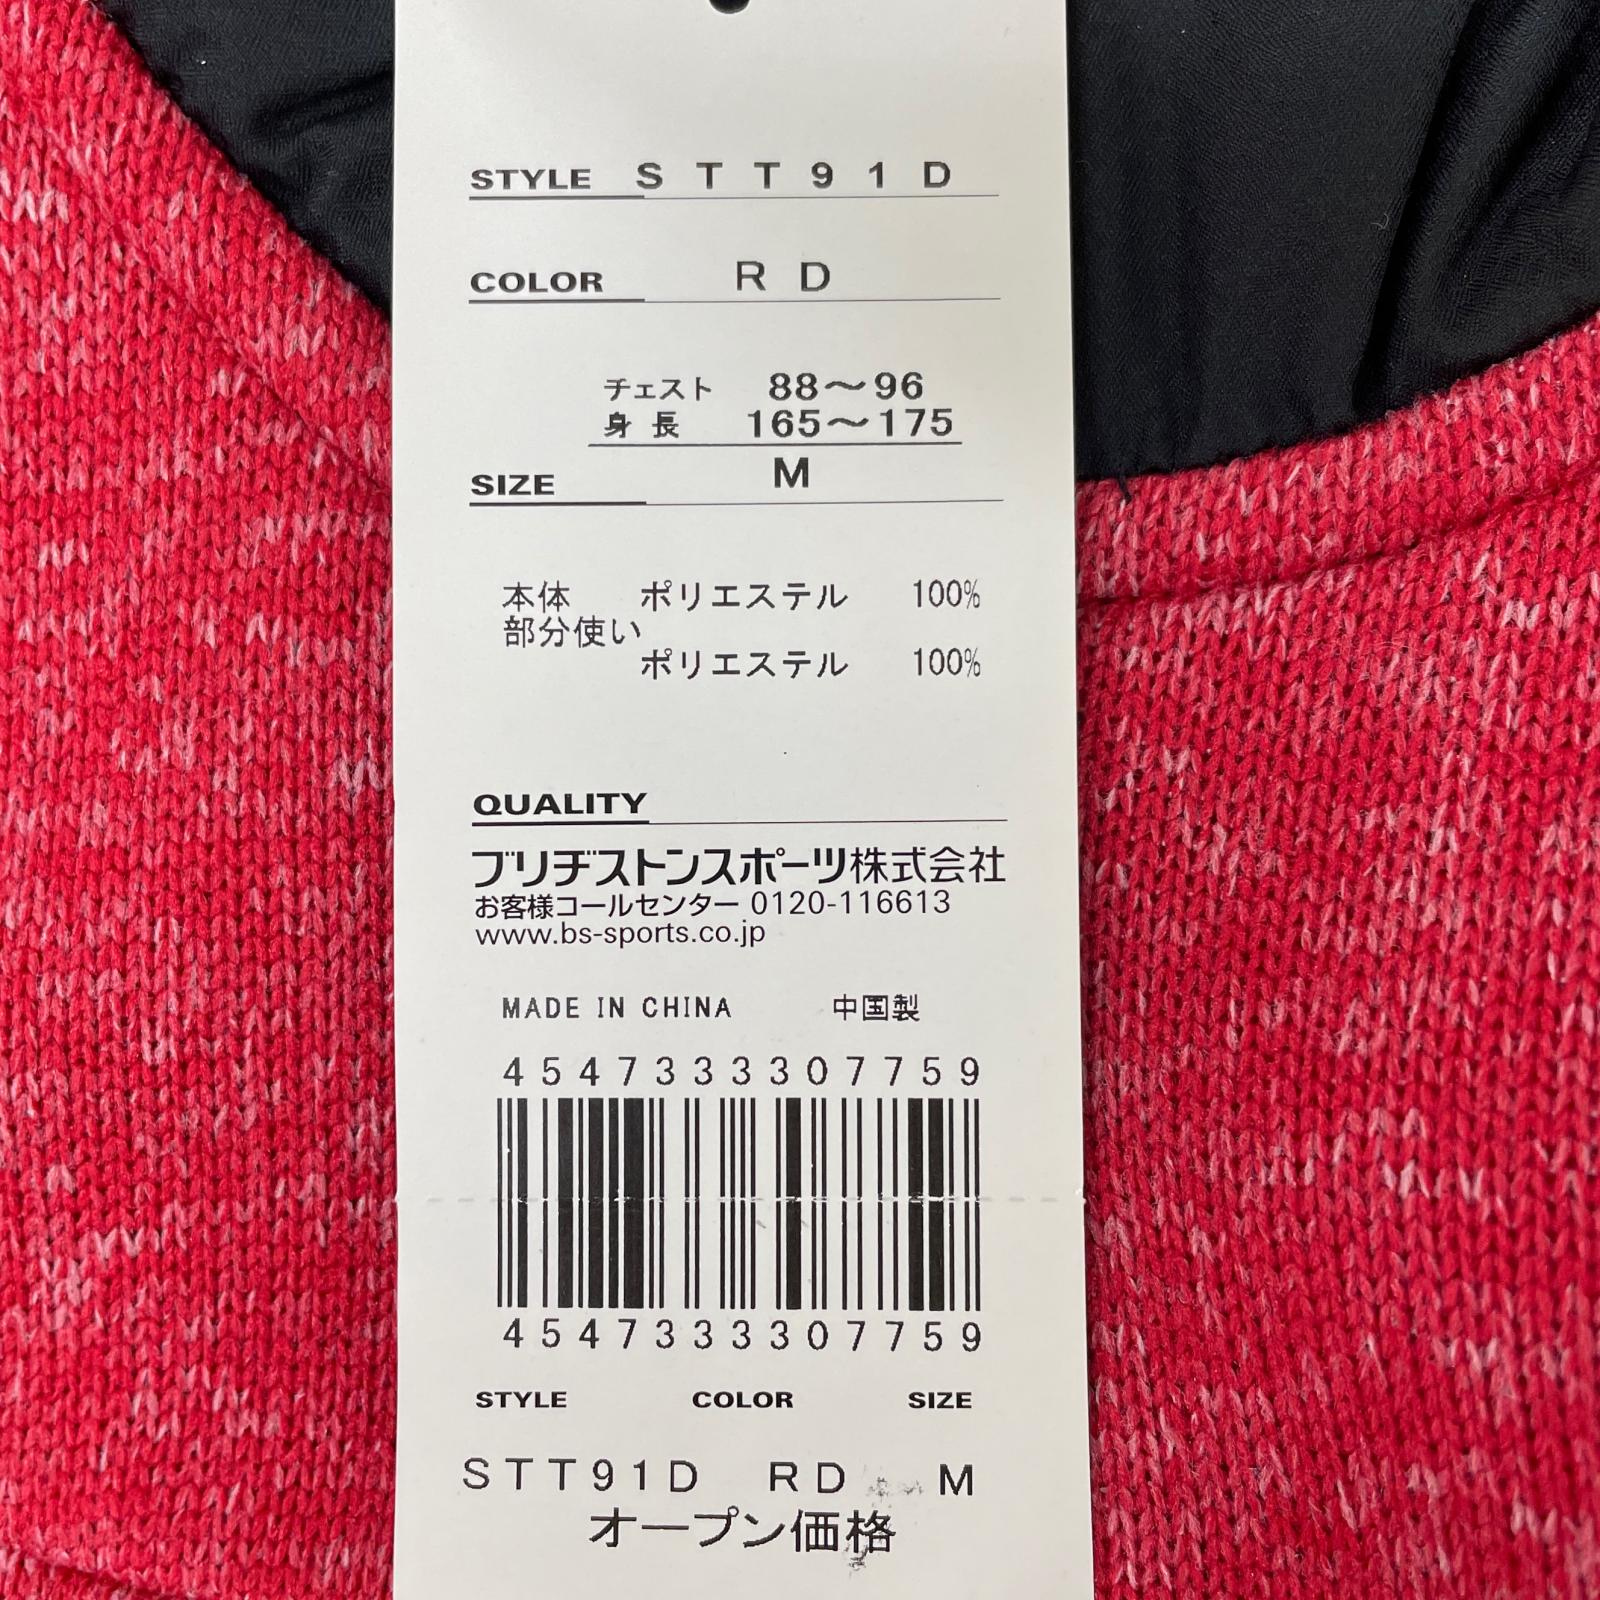 STYLE STT91D
COLOR RD
チェスト 88～96
身長 165～175
SIZE M
本体 ポリエステル 100%
部分使い
ポリエステル 100%
QUALITY
ブリヂストンスポーツ株式会社
お客様コールセンター 0120-116613
www.bs-sports.co.jp
MADE IN CHINA 中国製
4547333307759
4547333307759
STYLE COLOR SIZE
STT91D RD M
オープン価格